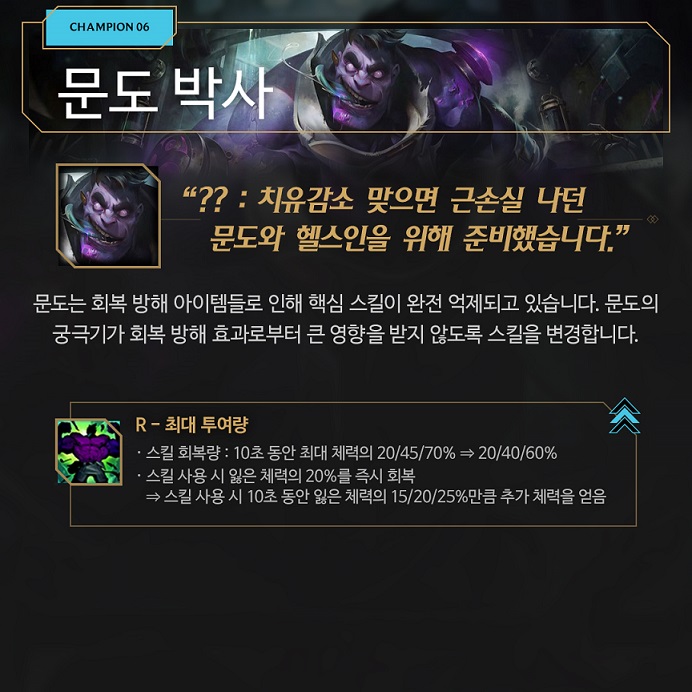 CHAMPION 06
문도 박사
“?? : 치유감소 맞으면 근손실 나던
문도와 헬스인을 위해 준비했습니다.”
문도는 회복 방해 아이템들로 인해 핵심 스킬이 완전 억제되고 있습니다. 문도의
궁극기가 회복 방해 효과로부터 큰 영향을 받지 않도록 스킬을 변경합니다.
R - 최대 투여량
· 스킬 회복량 : 10초 동안 최대 체력의 20/45/70% ⇒ 20/40/60%
· 스킬 사용 시 잃은 체력의 20%를 즉시 회복
⇒ 스킬 사용 시 10초 동안 잃은 체력의 15/20/25%만큼 추가 체력을 얻음